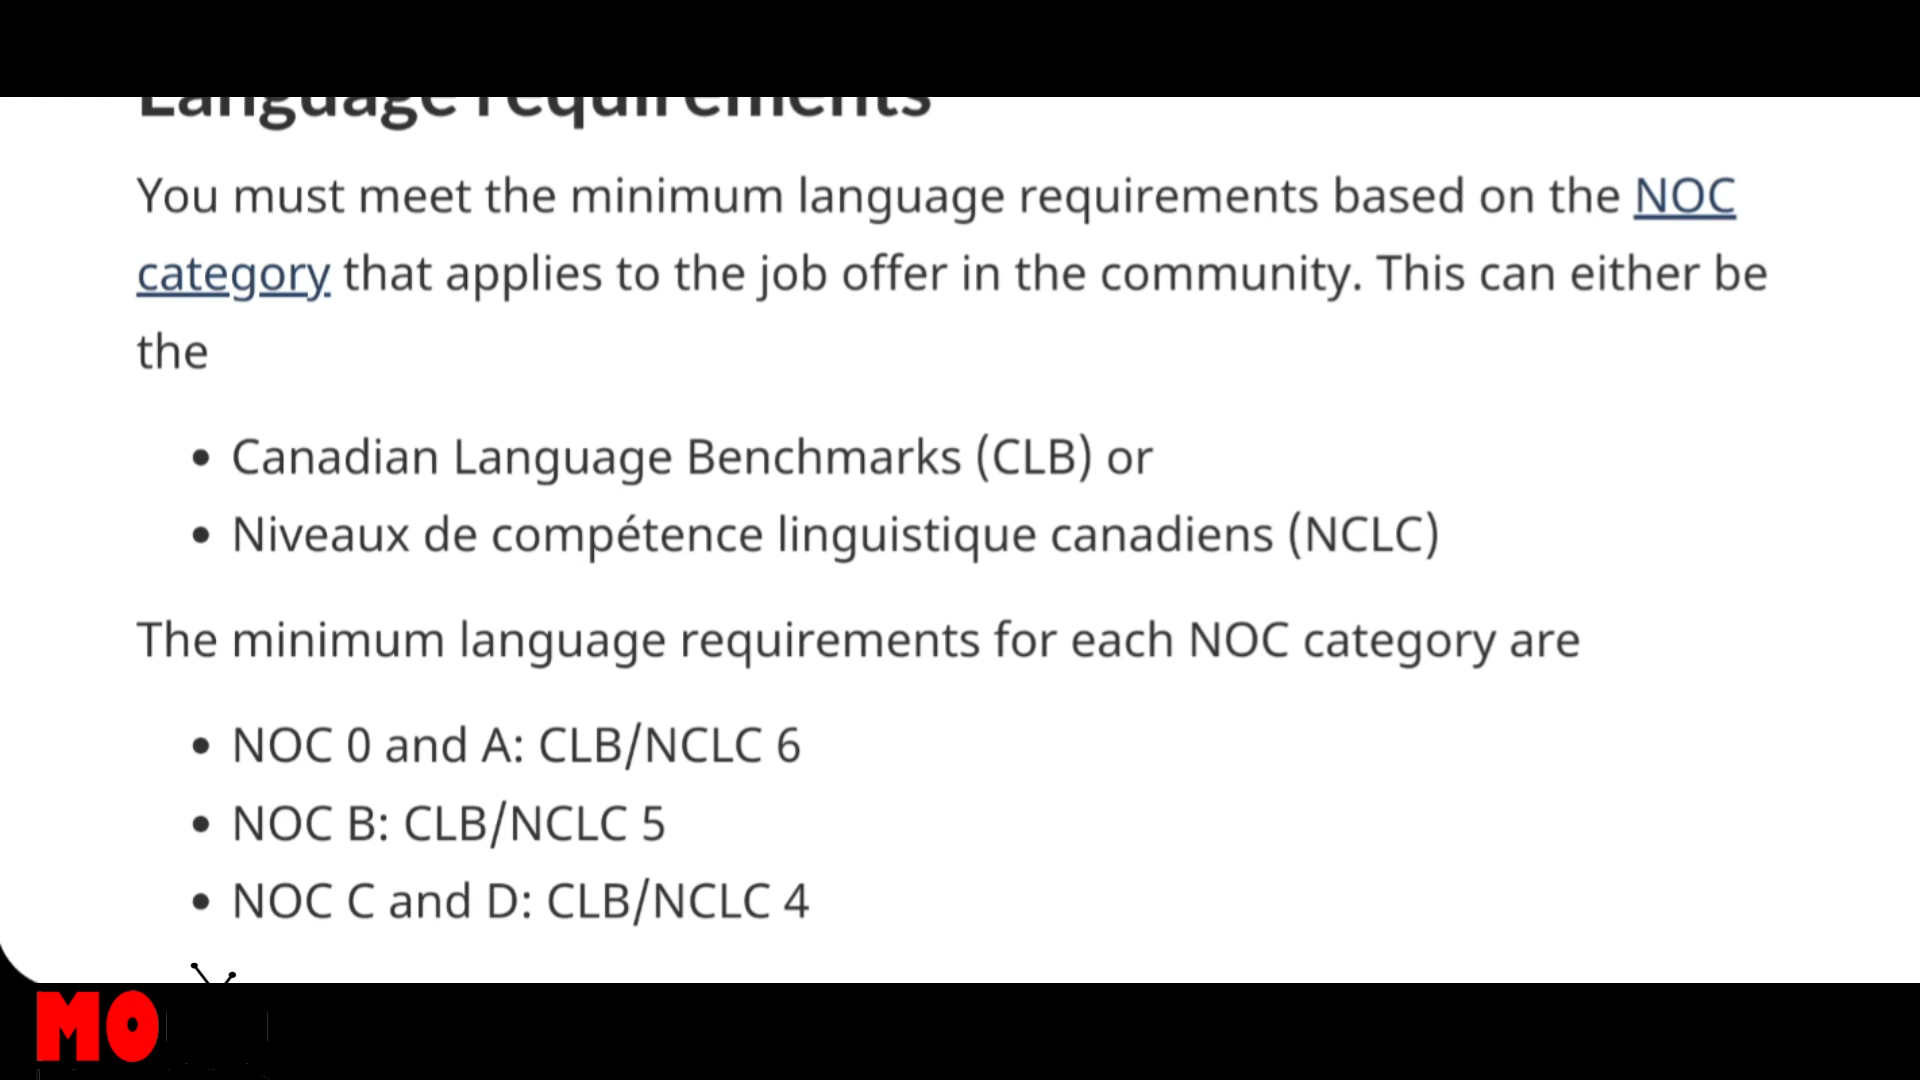 Language requirements
You must meet the minimum language requirements based on the NOC
category that applies to the job offer in the community. This can either be
the
• Canadian Language Benchmarks (CLB) or
• Niveaux de compétence linguistique canadiens (NCLC)
The minimum language requirements for each NOC category are
• NOC 0 and A: CLB/NCLC 6
• NOC B: CLB/NCLC 5
• NOC C and D: CLB/NCLC 4
MO